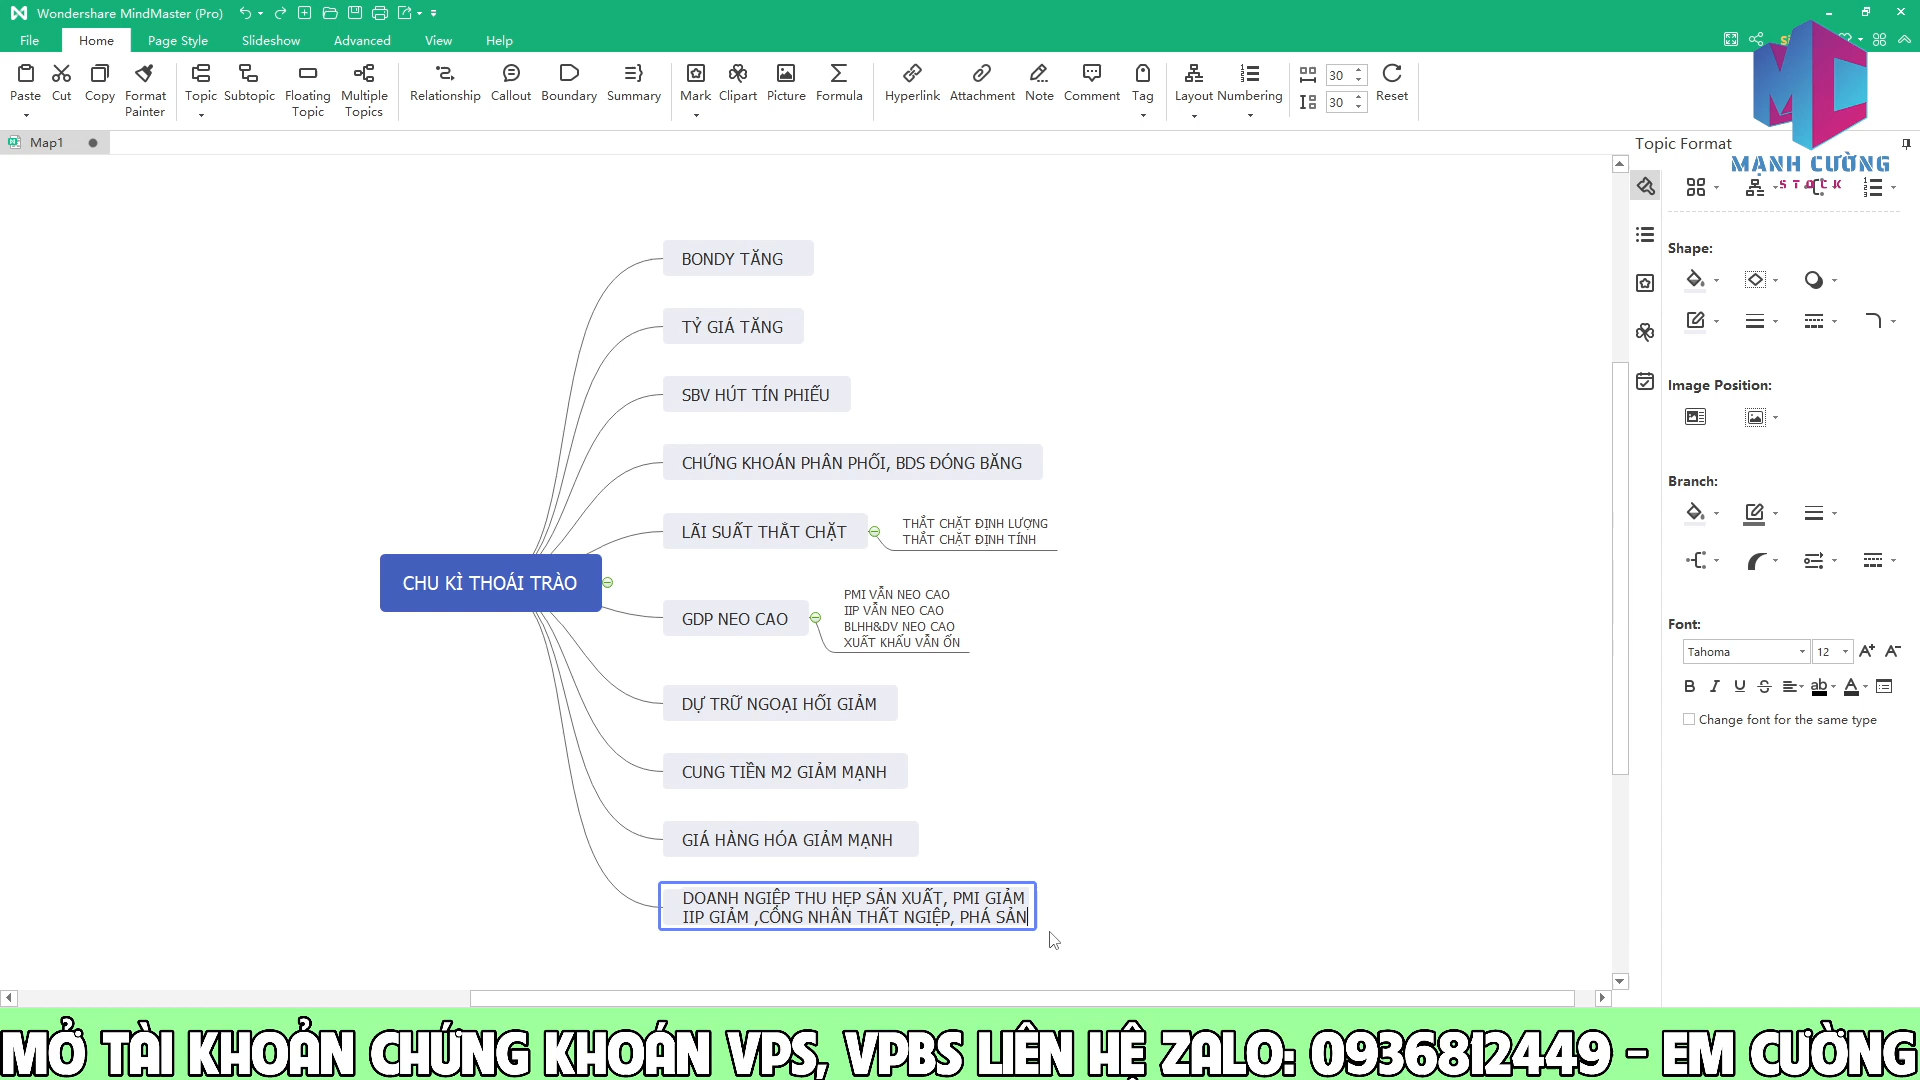 Wondershare MindMaster (Pro)
File Home Page Style Slideshow Advanced View Help
Paste Cut Copy Format Painter Topic Subtopic Floating Topic Multiple Topics Relationship Callout Boundary Summary Mark Clipart Picture Formula Hyperlink Attachment Note Comment Tag Layout Numbering 30 30 Reset
Map1
Topic Format
MẠNH CƯỜNG
STOCK
BONDY TĂNG
TỶ GIÁ TĂNG
SBV HÚT TÍN PHIẾU
CHỨNG KHOÁN PHÂN PHỐI, BDS ĐÓNG BĂNG
LÃI SUẤT THẮT CHẶT
THẮT CHẶT ĐỊNH LƯỢNG
THẮT CHẶT ĐỊNH TÍNH
CHU KÌ THOÁI TRÀO
GDP NEO CAO
PMI VẪN NEO CAO
IIP VẪN NEO CAO
BLHH&DV NEO CAO
XUẤT KHẨU VẪN ỔN
DỰ TRỮ NGOẠI HỐI GIẢM
CUNG TIỀN M2 GIẢM MẠNH
GIÁ HÀNG HÓA GIẢM MẠNH
DOANH NGIỆP THU HẸP SẢN XUẤT, PMI GIẢM
IIP GIẢM ,CÔNG NHÂN THẤT NGIỆP, PHÁ SẢN
Shape:
Image Position:
Branch:
Font:
Tahoma 12
Change font for the same type
MỞ TÀI KHOẢN CHỨNG KHOÁN VPS, VPBS LIÊN HỆ ZALO: 0936812449 - EM CƯỜNG